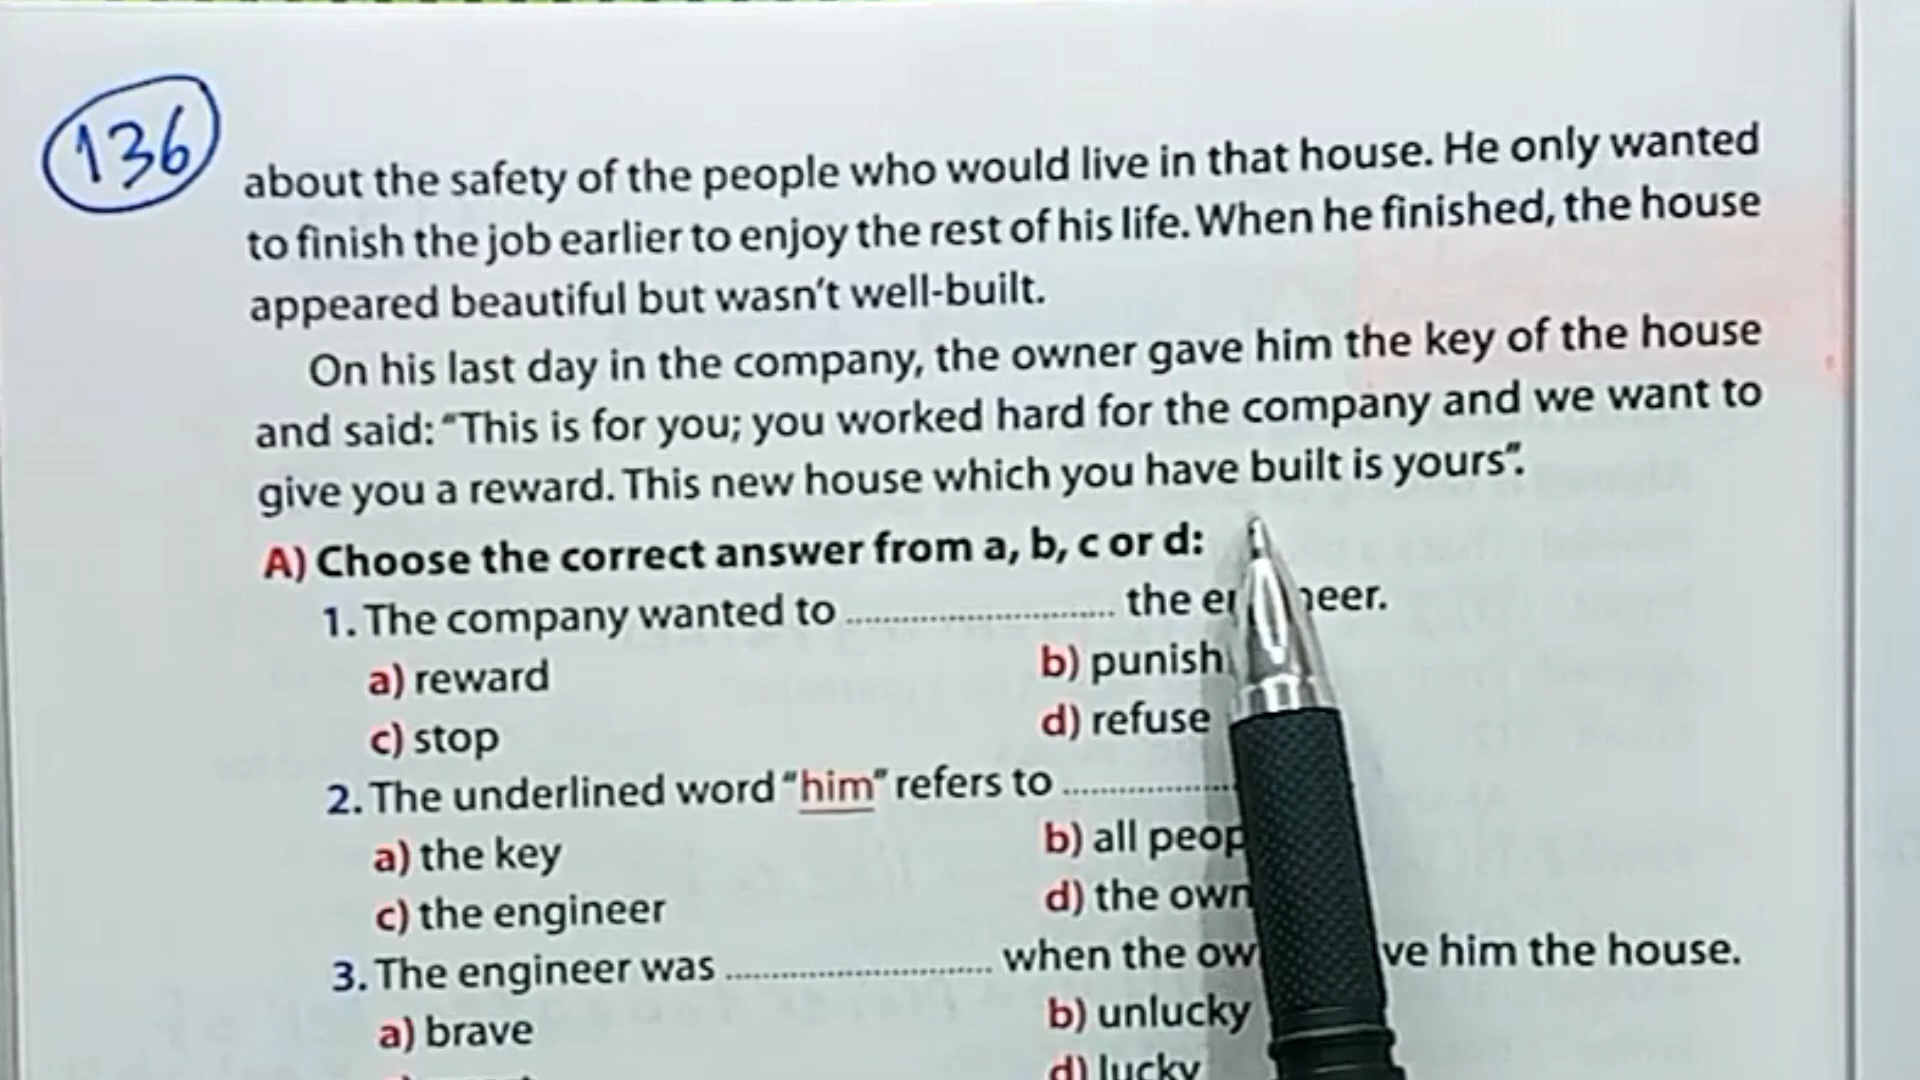 136
about the safety of the people who would live in that house. He only wanted
to finish the job earlier to enjoy the rest of his life. When he finished, the house
appeared beautiful but wasn't well-built.
On his last day in the company, the owner gave him the key of the house
and said: “This is for you; you worked hard for the company and we want to
give you a reward. This new house which you have built is yours”.
A) Choose the correct answer from a, b, c or d:
1. The company wanted to ........................... the
a) reward b) punish
c) stop d) refuse
2. The underlined word “him” refers to .................
a) the key b) all
c) the engineer d) the
3. The engineer was ........................... when the him the house.
a) brave b) unlucky
d) lucky